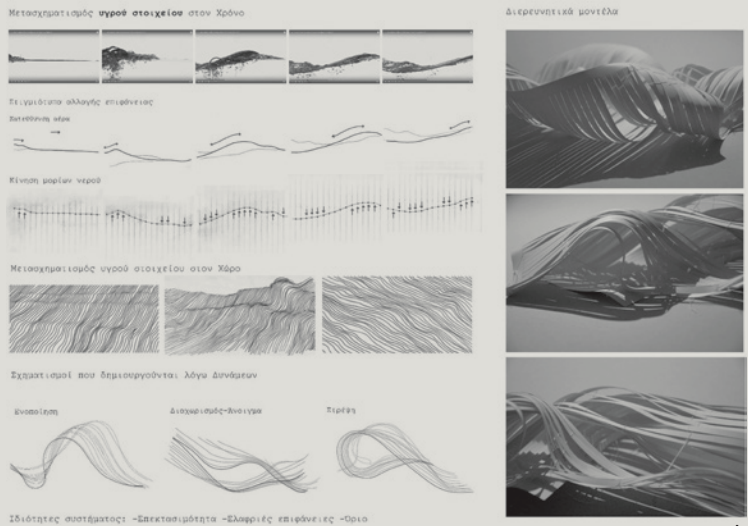 Μετασχηματισμός υγρού στοιχείου στον Χρόνο
Στιγμιότυπα αλλαγής επιφάνειας
Κατεύθυνση αέρα
Κίνηση μορίων νερού
Μετασχηματισμός υγρού στοιχείου στον Χώρο
Σχηματισμοί που δημιουργούνται λόγω Δυνάμεων
Ενοποίηση
Διαχωρισμός-Άνοιγμα
Στρέψη
Ιδιότητες συστήματος: -Επεκτασιμότητα -Ελαφριές επιφάνειες -Όριο
Διερευνητικά μοντέλα